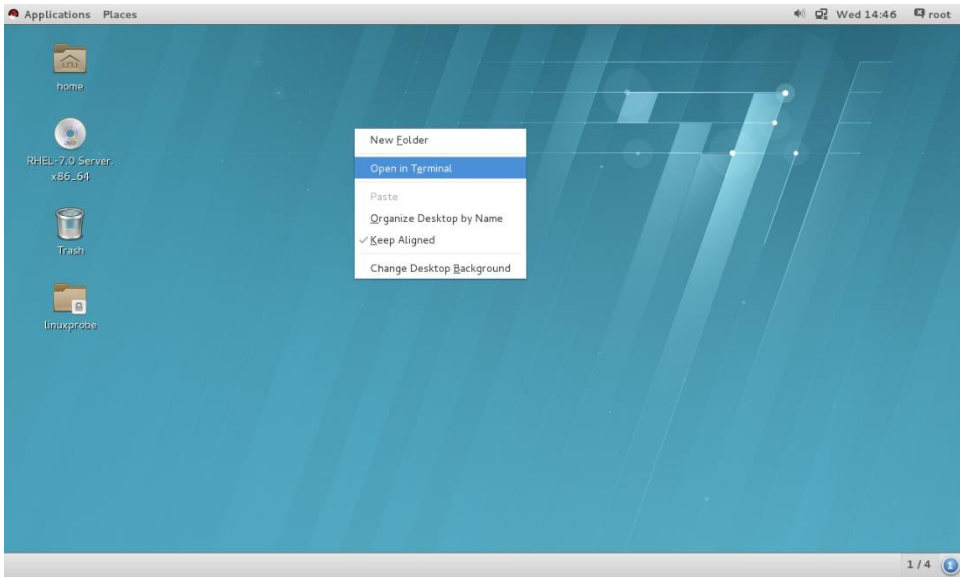 Applications Places
Wed 14:46 root
home
RHEL-7.0 Server.
x86_64
Trash
linuxprobe
New Folder
Open in Terminal
Paste
Organize Desktop by Name
Keep Aligned
Change Desktop Background
1 / 4 1